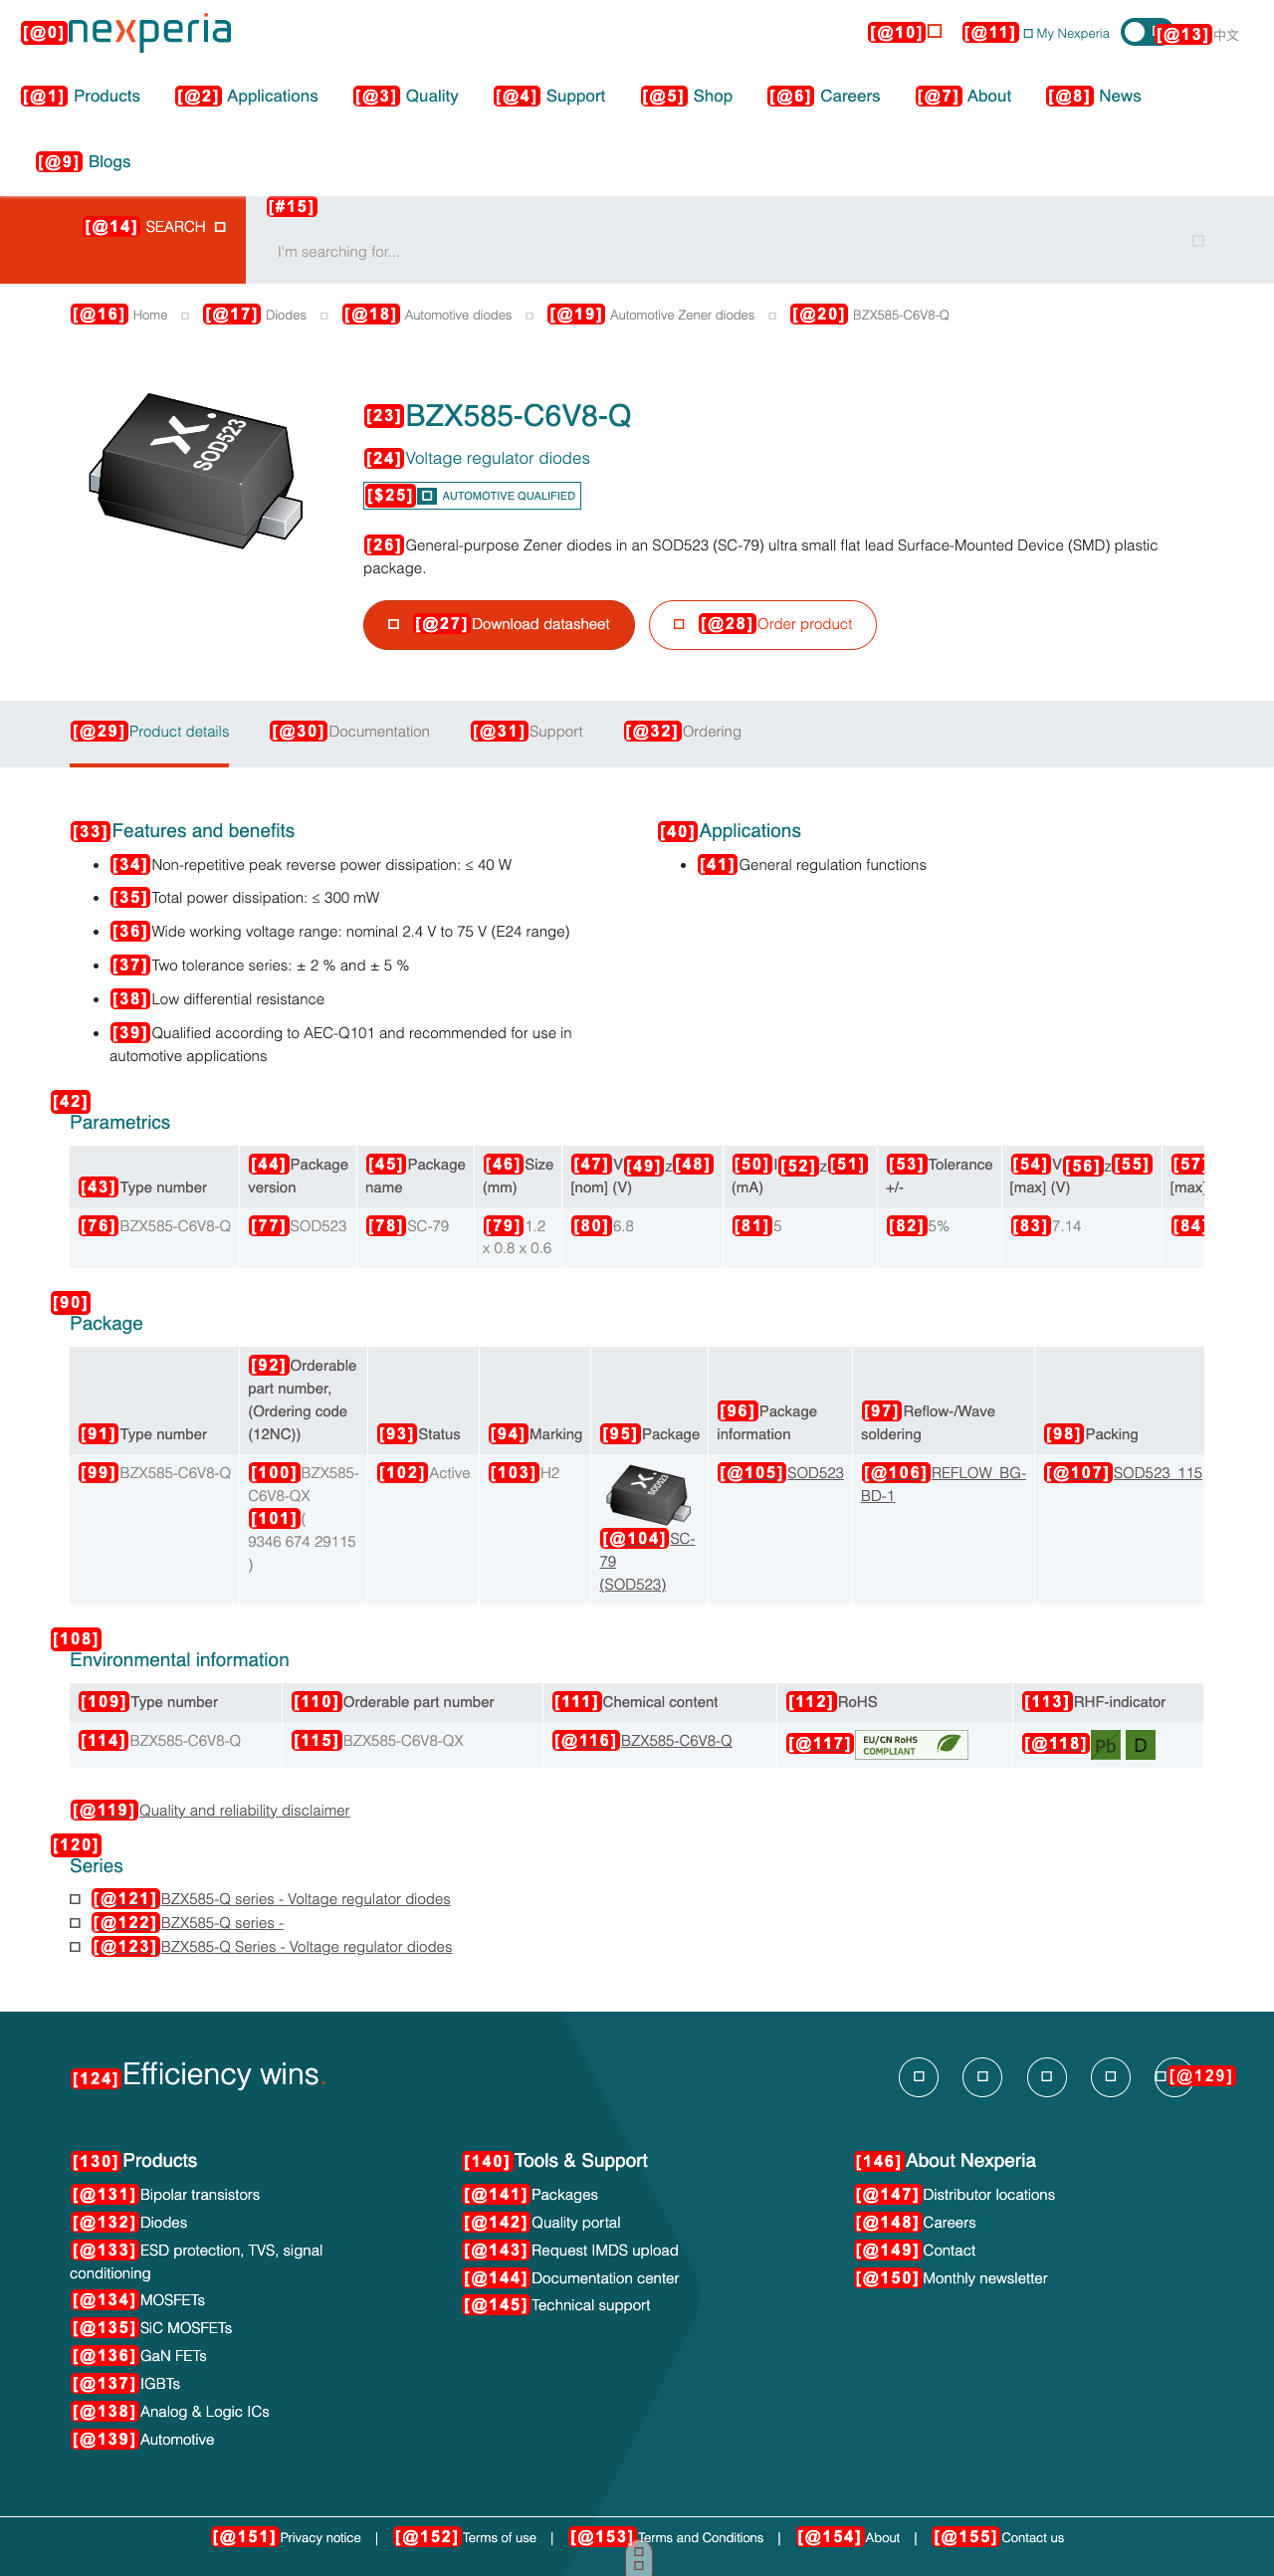 [@0] nexperia
[@10] [@11] My Nexperia [@13] 中文
[@1] Products [@2] Applications [@3] Quality [@4] Support [@5] Shop [@6] Careers [@7] About [@8] News
[@9] Blogs
[@14] SEARCH
[#15]
I'm searching for...
[@16] Home [@17] Diodes [@18] Automotive diodes [@19] Automotive Zener diodes [@20] BZX585-C6V8-Q
SOD523
[23] BZX585-C6V8-Q
[24] Voltage regulator diodes
[$25] AUTOMOTIVE QUALIFIED
[26] General-purpose Zener diodes in an SOD523 (SC-79) ultra small flat lead Surface-Mounted Device (SMD) plastic
package.
[@27] Download datasheet [@28] Order product
[@29] Product details [@30] Documentation [@31] Support [@32] Ordering
[33] Features and benefits
[34] Non-repetitive peak reverse power dissipation: ≤ 40 W
[35] Total power dissipation: ≤ 300 mW
[36] Wide working voltage range: nominal 2.4 V to 75 V (E24 range)
[37] Two tolerance series: ± 2 % and ± 5 %
[38] Low differential resistance
[39] Qualified according to AEC-Q101 and recommended for use in
automotive applications
[40] Applications
[41] General regulation functions
[42]
Parametrics
[43] Type number [44] Package version [45] Package name [46] Size (mm) [47] V [49] z [48] [nom] (V) [50] I [52] z [51] (mA) [53] Tolerance +/- [54] V [56] z [55] [max] (V) [57] [max]
[76] BZX585-C6V8-Q [77] SOD523 [78] SC-79 [79] 1.2 x 0.8 x 0.6 [80] 6.8 [81] 5 [82] 5% [83] 7.14 [84]
[90]
Package
[91] Type number [92] Orderable part number, (Ordering code (12NC)) [93] Status [94] Marking [95] Package [96] Package information [97] Reflow-/Wave soldering [98] Packing
[99] BZX585-C6V8-Q [100] BZX585-C6V8-QX [101] ( 9346 674 29115 ) [102] Active [103] H2 SOD523 [@104] SC-79 (SOD523) [@105] SOD523 [@106] REFLOW_BG-BD-1 [@107] SOD523_115
[108]
Environmental information
[109] Type number [110] Orderable part number [111] Chemical content [112] RoHS [113] RHF-indicator
[114] BZX585-C6V8-Q [115] BZX585-C6V8-QX [@116] BZX585-C6V8-Q [@117] EU/CN RoHS COMPLIANT [@118] Pb D
[@119] Quality and reliability disclaimer
[120]
Series
[@121] BZX585-Q series - Voltage regulator diodes
[@122] BZX585-Q series -
[@123] BZX585-Q Series - Voltage regulator diodes
[124] Efficiency wins.
[@129]
[130] Products
[@131] Bipolar transistors
[@132] Diodes
[@133] ESD protection, TVS, signal
conditioning
[@134] MOSFETs
[@135] SiC MOSFETs
[@136] GaN FETs
[@137] IGBTs
[@138] Analog & Logic ICs
[@139] Automotive
[140] Tools & Support
[@141] Packages
[@142] Quality portal
[@143] Request IMDS upload
[@144] Documentation center
[@145] Technical support
[146] About Nexperia
[@147] Distributor locations
[@148] Careers
[@149] Contact
[@150] Monthly newsletter
[@151] Privacy notice | [@152] Terms of use | [@153] Terms and Conditions | [@154] About | [@155] Contact us